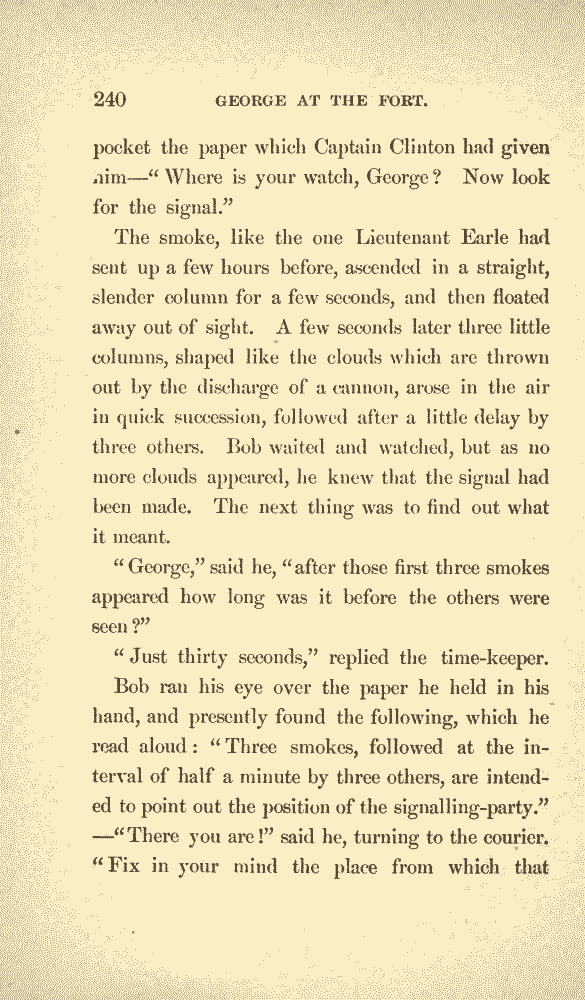 240 GEORGE AT THE FORT.
pocket the paper which Captain Clinton had given
him—“ Where is your watch, George? Now look
for the signal.”
The smoke, like the one Lieutenant Earle had
sent up a few hours before, ascended in a straight,
slender column for a few seconds, and then floated
away out of sight. A few seconds later three little
columns, shaped like the clouds which are thrown
out by the discharge of a cannon, arose in the air
in quick succession, followed after a little delay by
three others. Bob waited and watched, but as no
more clouds appeared, he knew that the signal had
been made. The next thing was to find out what
it meant.
“ George,” said he, “after those first three smokes
appeared how long was it before the others were
seen?”
“ Just thirty seconds,” replied the time-keeper.
Bob ran his eye over the paper he held in his
hand, and presently found the following, which he
read aloud: “ Three smokes, followed at the in-
terval of half a minute by three others, are intend-
ed to point out the position of the signalling-party.”
—“There you are!” said he, turning to the courier.
“ Fix in your mind the place from which that